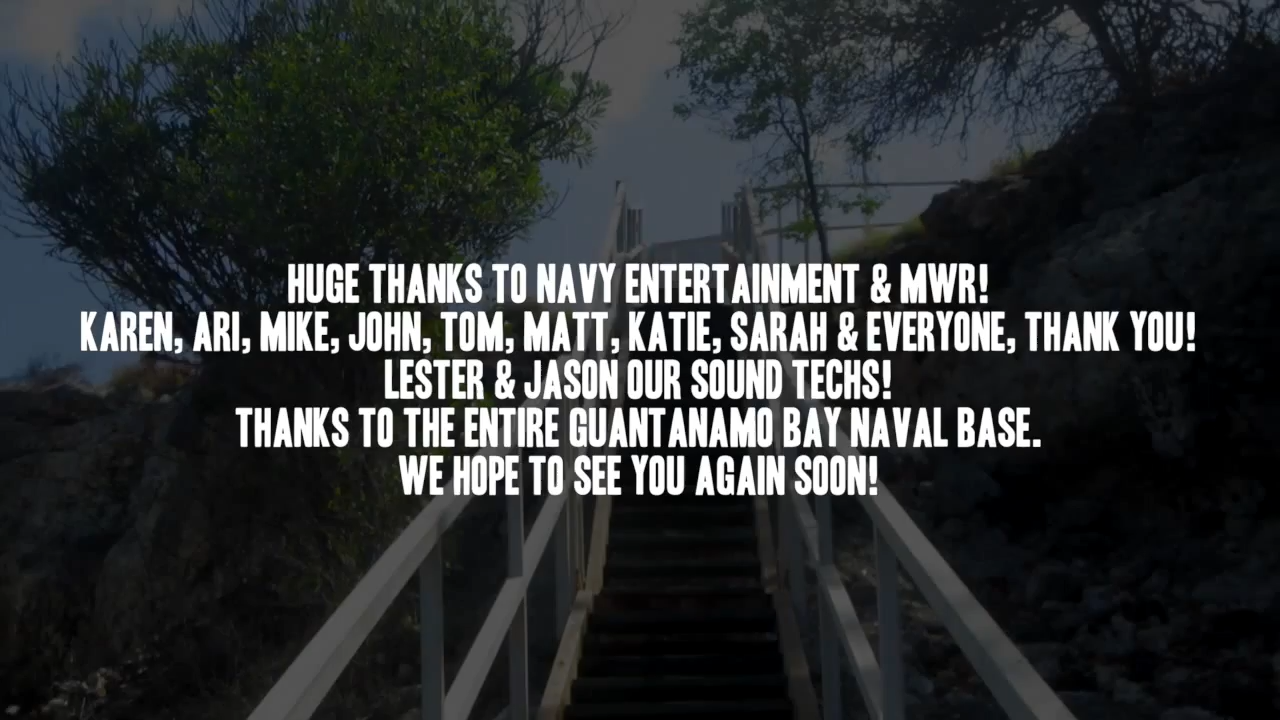 HUGE THANKS TO NAVY ENTERTAINMENT & MWR!
KAREN, ARI, MIKE, JOHN, TOM, MATT, KATIE, SARAH & EVERYONE, THANK YOU!
LESTER & JASON OUR SOUND TECHS!
THANKS TO THE ENTIRE GUANTANAMO BAY NAVAL BASE.
WE HOPE TO SEE YOU AGAIN SOON!